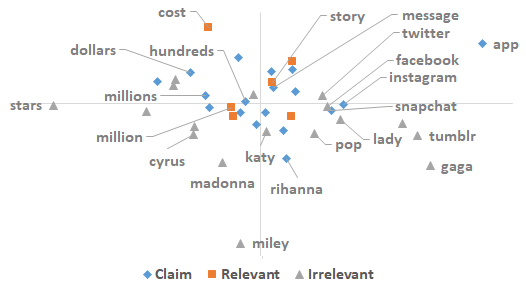 cost
story
message
twitter
app
dollars
hundreds
facebook
instagram
millions
stars
snapchat
million
lady
tumblr
cyrus
katy
pop
gaga
madonna
rihanna
miley
Claim
Relevant
Irrelevant